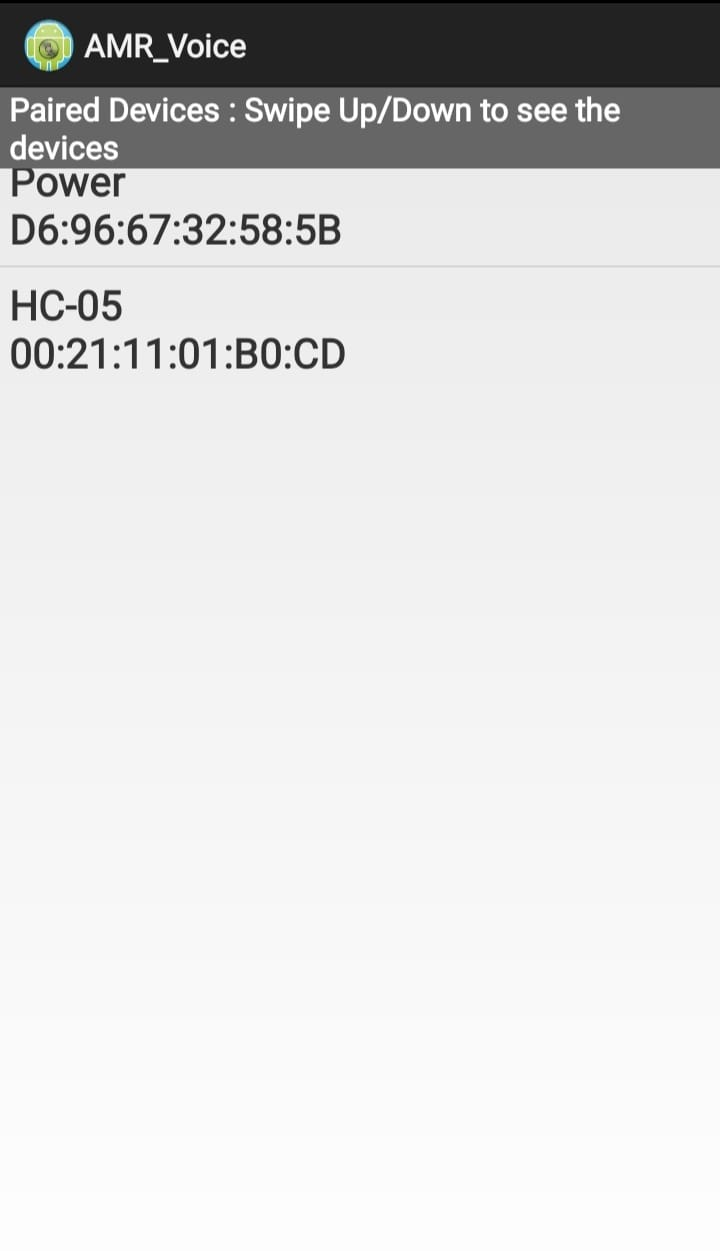 AMR_Voice
Paired Devices : Swipe Up/Down to see the
devices
Power
D6:96:67:32:58:5B
HC-05
00:21:11:01:B0:CD